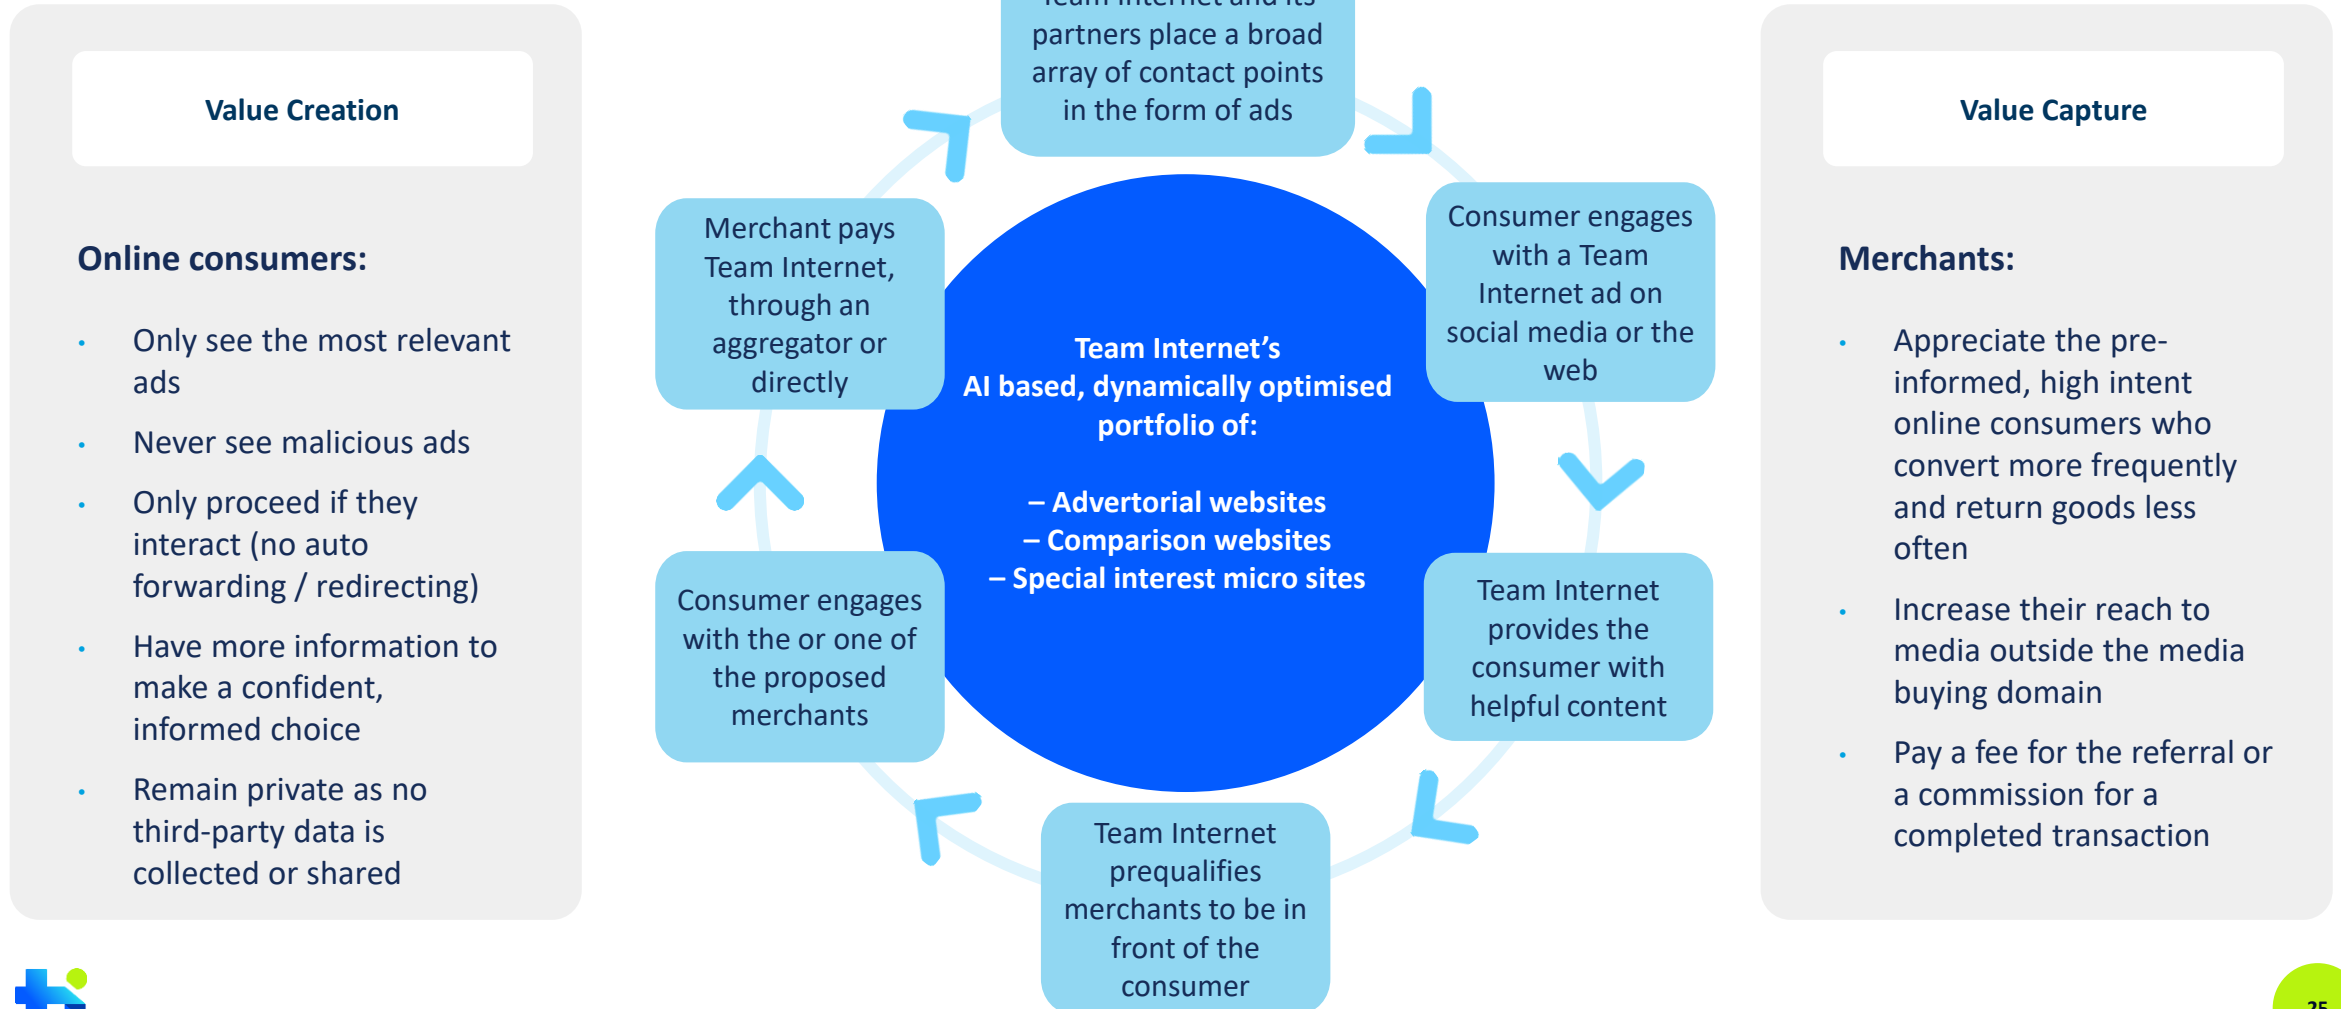 Value Creation
Online consumers:
• Only see the most relevant
ads
• Never see malicious ads
• Only proceed if they
interact (no auto
forwarding / redirecting)
• Have more information to
make a confident,
informed choice
• Remain private as no
third-party data is
collected or shared
Team Internet and its
partners place a broad
array of contact points
in the form of ads
Consumer engages
with a Team
Internet ad on
social media or the
web
Team Internet
provides the
consumer with
helpful content
Team Internet
prequalifies
merchants to be in
front of the
consumer
Consumer engages
with the or one of
the proposed
merchants
Merchant pays
Team Internet,
through an
aggregator or
directly
Team Internet’s
AI based, dynamically optimised
portfolio of:
– Advertorial websites
– Comparison websites
– Special interest micro sites
Value Capture
Merchants:
• Appreciate the pre-
informed, high intent
online consumers who
convert more frequently
and return goods less
often
• Increase their reach to
media outside the media
buying domain
• Pay a fee for the referral or
a commission for a
completed transaction
25